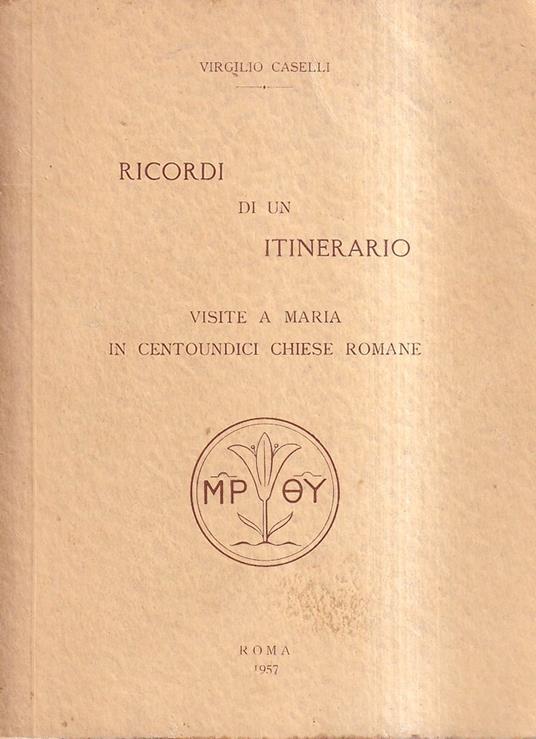 VIRGILIO CASELLI
RICORDI
DI UN
ITINERARIO
VISITE A MARIA
IN CENTOUNDICI CHIESE ROMANE
ΜΡ ΘΥ
ROMA
1957